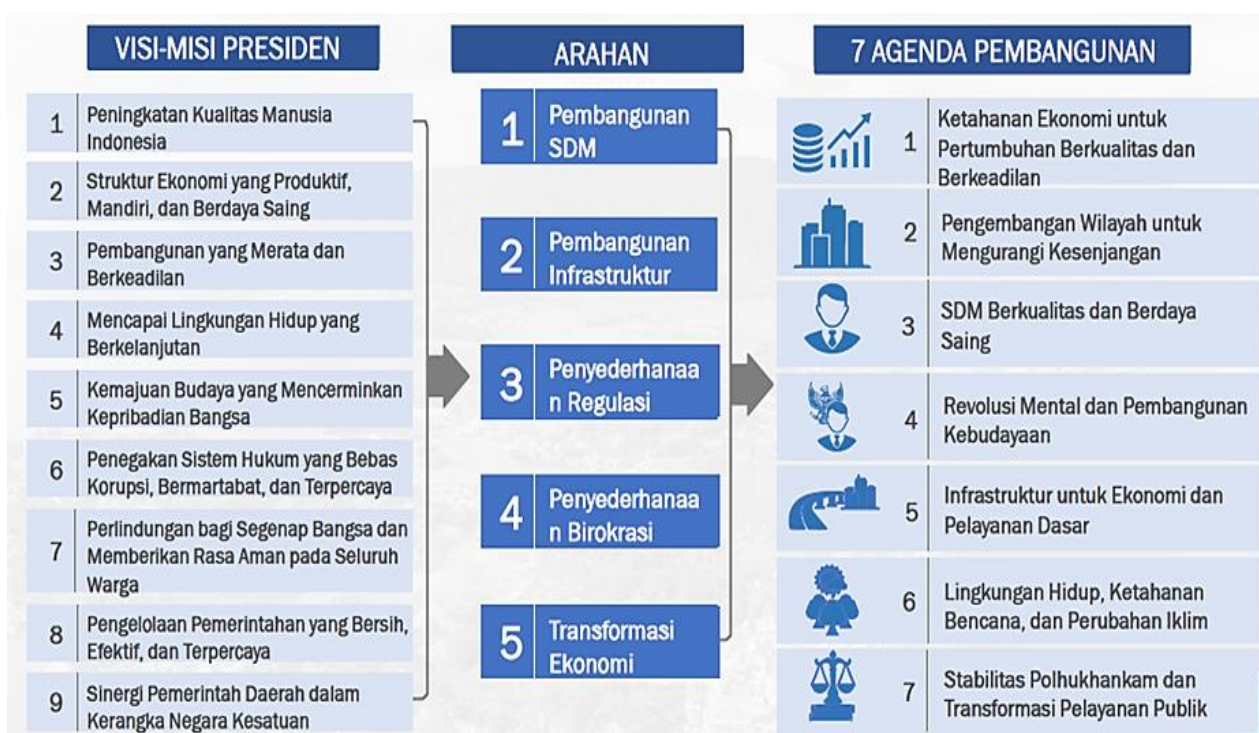 VISI-MISI PRESIDEN
1
Peningkatan Kualitas Manusia
Indonesia
2
Struktur Ekonomi yang Produktif,
Mandiri, dan Berdaya Saing
3
Pembangunan yang Merata dan
Berkeadilan
4
Mencapai Lingkungan Hidup yang
Berkelanjutan
5
Kemajuan Budaya yang Mencerminkan
Kepribadian Bangsa
6
Penegakan Sistem Hukum yang Bebas
Korupsi, Bermartabat, dan Terpercaya
7
Perlindungan bagi Segenap Bangsa dan
Memberikan Rasa Aman pada Seluruh
Warga
8
Pengelolaan Pemerintahan yang Bersih,
Efektif, dan Terpercaya
9
Sinergi Pemerintah Daerah dalam
Kerangka Negara Kesatuan
ARAHAN
1
Pembangunan
SDM
2
Pembangunan
Infrastruktur
3
Penyederhanaa
n Regulasi
4
Penyederhanaa
n Birokrasi
5
Transformasi
Ekonomi
7 AGENDA PEMBANGUNAN
1
Ketahanan Ekonomi untuk
Pertumbuhan Berkualitas dan
Berkeadilan
2
Pengembangan Wilayah untuk
Mengurangi Kesenjangan
3
SDM Berkualitas dan Berdaya
Saing
4
Revolusi Mental dan Pembangunan
Kebudayaan
5
Infrastruktur untuk Ekonomi dan
Pelayanan Dasar
6
Lingkungan Hidup, Ketahanan
Bencana, dan Perubahan Iklim
7
Stabilitas Polhukhankam dan
Transformasi Pelayanan Publik